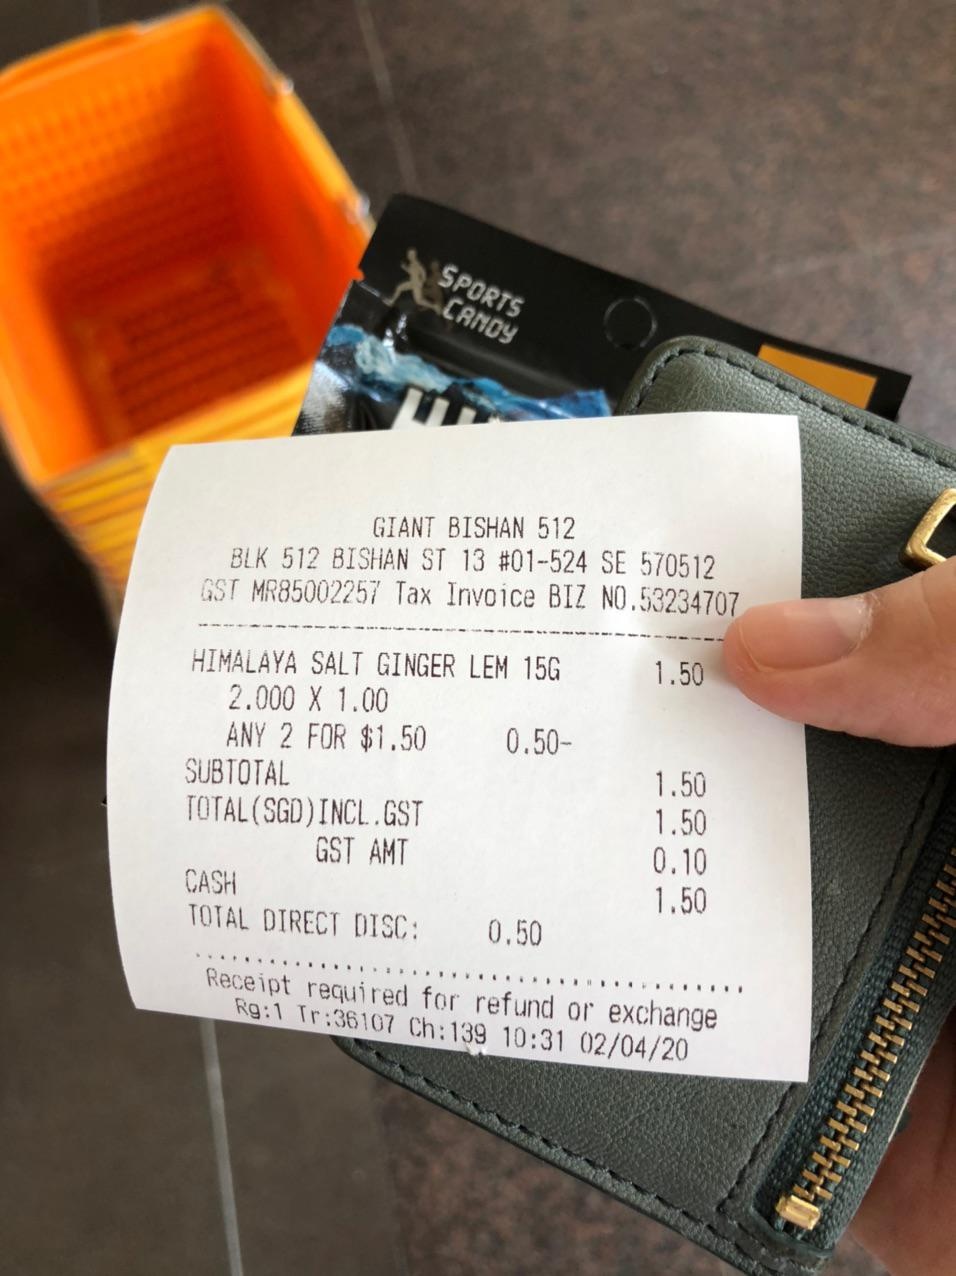 SPORTS
CANDY
GIANT BISHAN 512
BLK 512 BISHAN ST 13 #01-524 SE 570512
GST MR85002257 Tax Invoice BIZ NO.53234707
HIMALAYA SALT GINGER LEM 15G 1.50
2.000 X 1.00
ANY 2 FOR $1.50 0.50-
SUBTOTAL 1.50
TOTAL(SGD)INCL.GST 1.50
GST AMT 0.10
CASH 1.50
TOTAL DIRECT DISC: 0.50
Receipt required for refund or exchange
Rg:1 Tr:36107 Ch:139 10:31 02/04/20